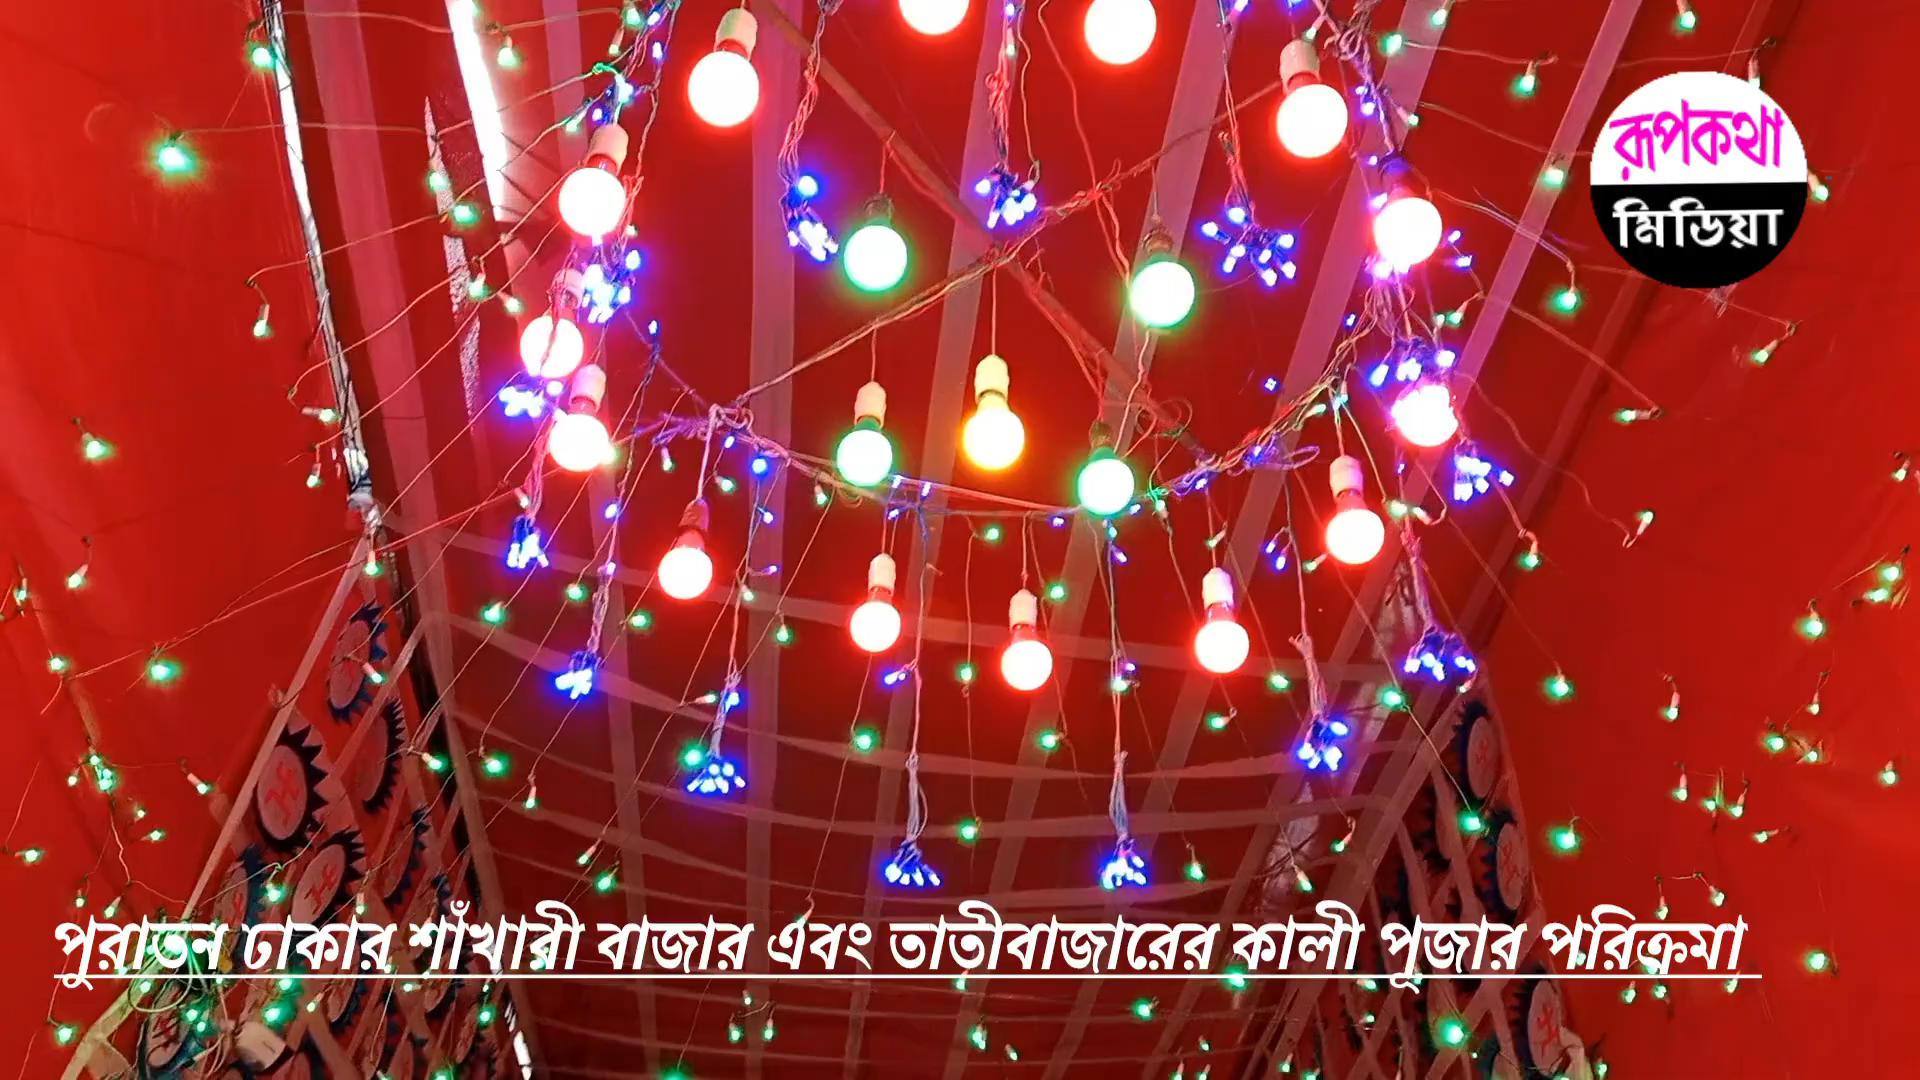 রূপকথা
মিডিয়া
পুরাতন ঢাকার শাঁখারী বাজার এবং তাতীবাজারের কালী পূজার পরিক্রমা